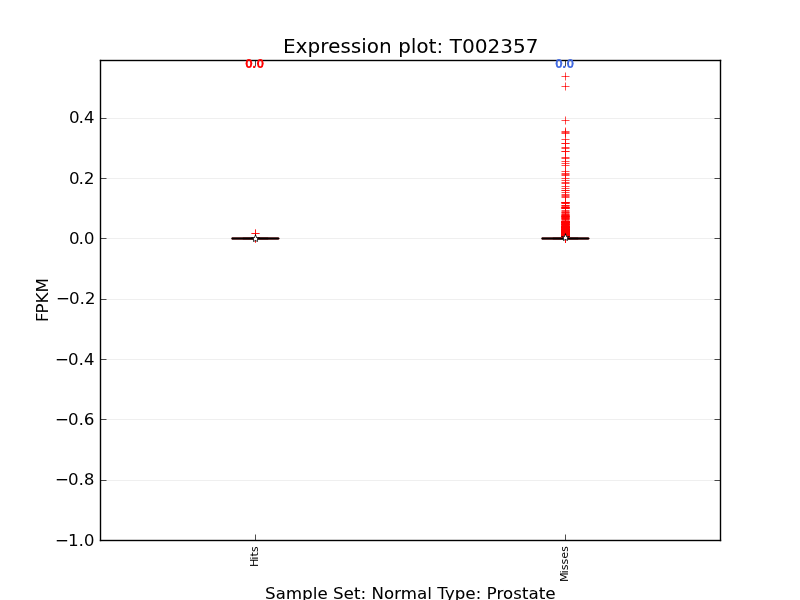 Expression plot: T002357
0.0 0.0
0.4
0.2
0.0
−0.2
−0.4
−0.6
−0.8
−1.0
FPKM
Hits Misses
Sample Set: Normal Type: Prostate